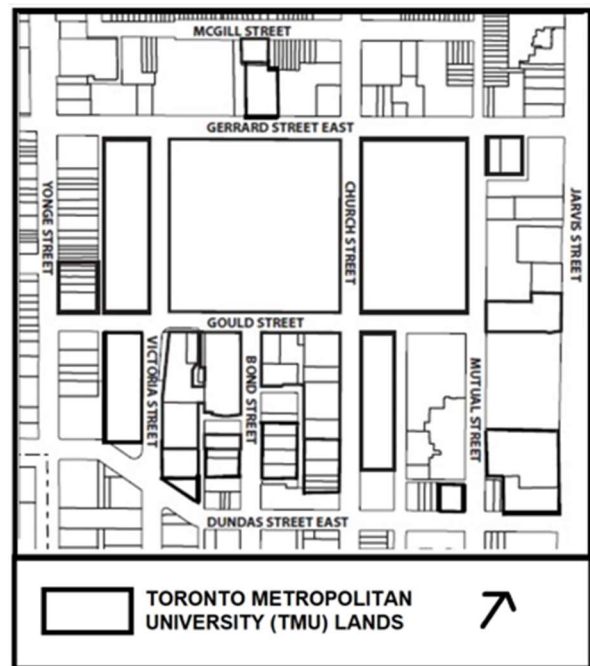 MCGILL STREET
GERRARD STREET EAST
YONGE STREET
CHURCH STREET
JARVIS STREET
GOULD STREET
VICTORIA STREET
BOND STREET
MUTUAL STREET
DUNDAS STREET EAST
TORONTO METROPOLITAN
UNIVERSITY (TMU) LANDS